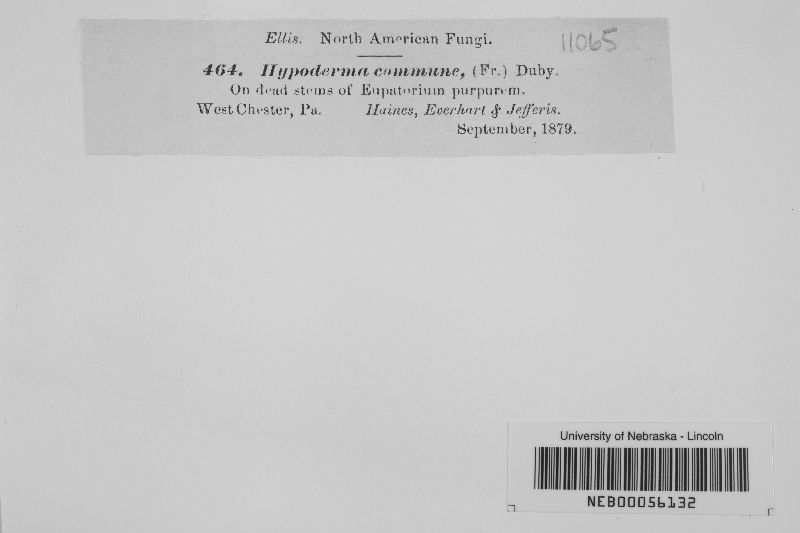 Ellis. North American Fungi.
11065
464. Hypoderma commune, (Fr.) Duby.
On dead stems of Eupatorium purpurem.
West Chester, Pa. Haines, Everhart & Jefferis.
September, 1879.
University of Nebraska - Lincoln
NEB00056132